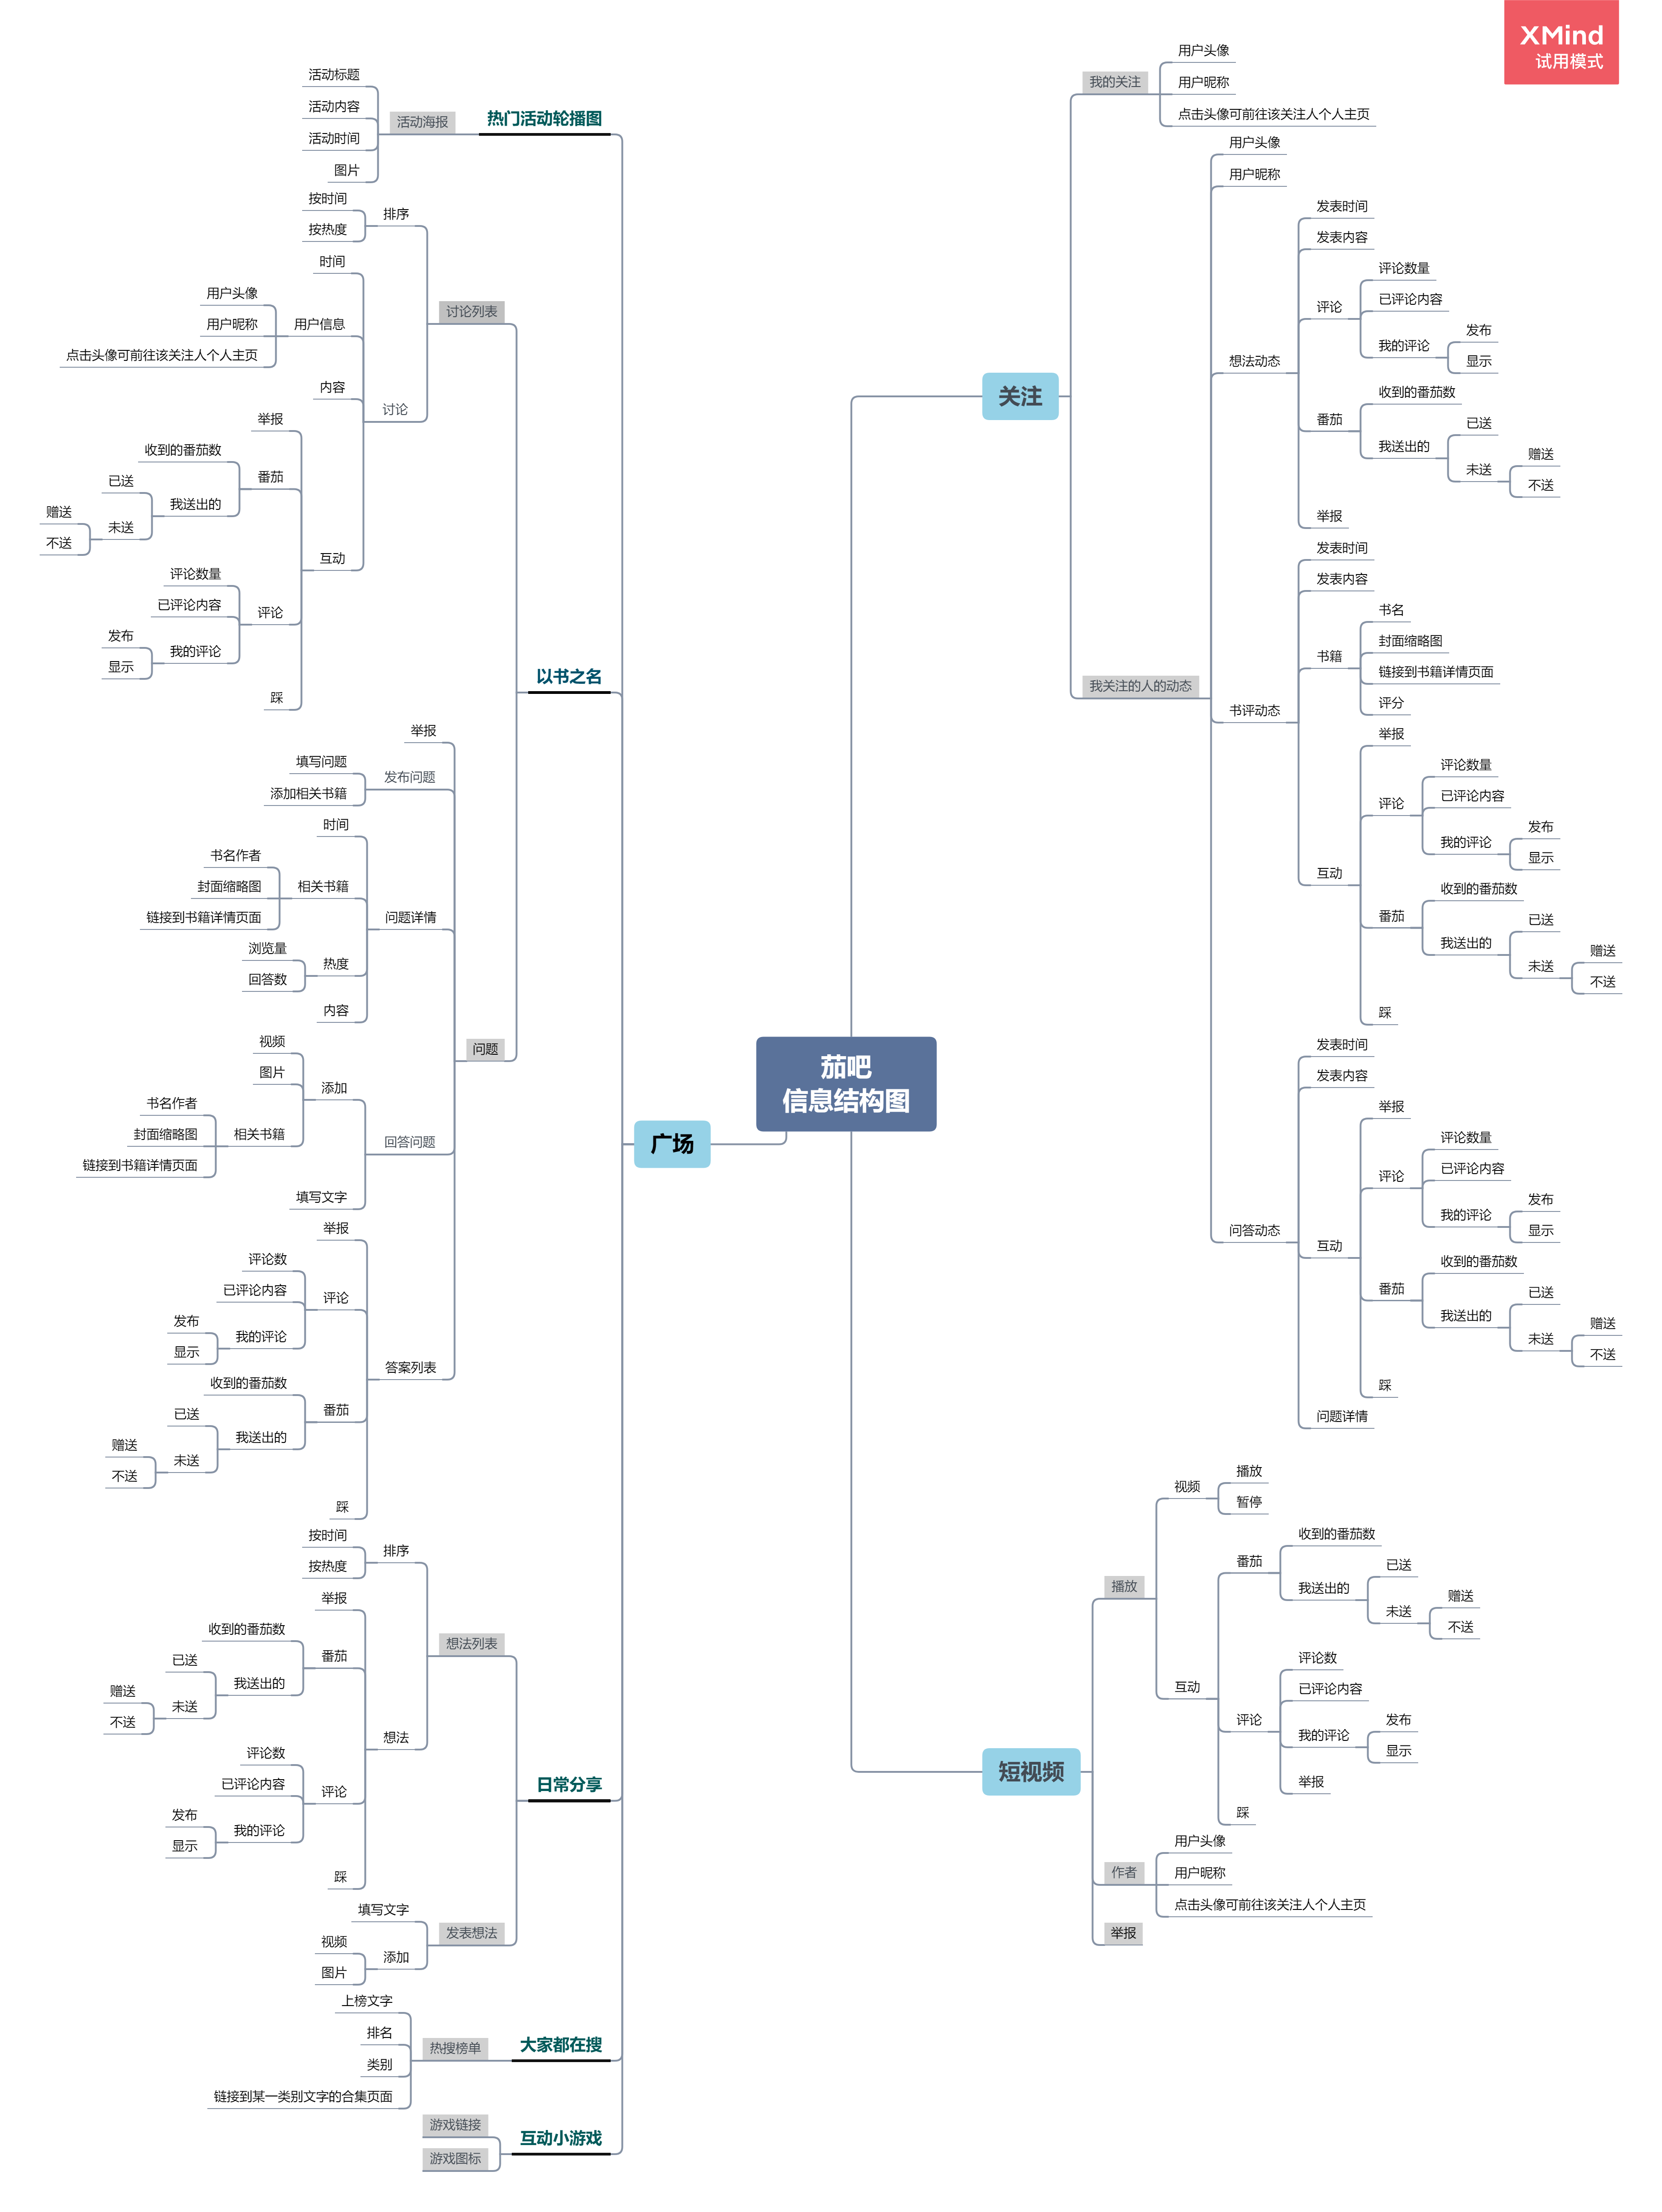 XMind
试用模式
茄吧
信息结构图
关注
我的关注
用户头像
用户昵称
点击头像可前往该关注人个人主页
我关注的人的动态
用户头像
用户昵称
想法动态
发表时间
发表内容
评论
评论数量
已评论内容
我的评论
发布
显示
番茄
收到的番茄数
我送出的
已送
未送
赠送
不送
举报
书评动态
发表时间
发表内容
书籍
书名
封面缩略图
链接到书籍详情页面
评分
互动
举报
评论
评论数量
已评论内容
我的评论
发布
显示
番茄
收到的番茄数
我送出的
已送
未送
赠送
不送
踩
问答动态
发表时间
发表内容
互动
举报
评论
评论数量
已评论内容
我的评论
发布
显示
番茄
收到的番茄数
我送出的
已送
未送
赠送
不送
踩
问题详情
短视频
播放
视频
播放
暂停
互动
番茄
收到的番茄数
我送出的
已送
未送
赠送
不送
评论
评论数
已评论内容
我的评论
发布
显示
举报
踩
作者
用户头像
用户昵称
点击头像可前往该关注人个人主页
举报
广场
热门活动轮播图
活动海报
活动标题
活动内容
活动时间
图片
以书之名
讨论列表
排序
按时间
按热度
讨论
时间
用户信息
用户头像
用户昵称
点击头像可前往该关注人个人主页
内容
互动
举报
番茄
收到的番茄数
我送出的
已送
未送
赠送
不送
评论
评论数量
已评论内容
我的评论
发布
显示
踩
问题
举报
发布问题
填写问题
添加相关书籍
问题详情
时间
相关书籍
书名作者
封面缩略图
链接到书籍详情页面
热度
浏览量
回答数
内容
回答问题
添加
视频
图片
相关书籍
书名作者
封面缩略图
链接到书籍详情页面
填写文字
答案列表
举报
评论
评论数
已评论内容
我的评论
发布
显示
番茄
收到的番茄数
我送出的
已送
未送
赠送
不送
踩
日常分享
想法列表
排序
按时间
按热度
想法
举报
番茄
收到的番茄数
我送出的
已送
未送
赠送
不送
评论
评论数
已评论内容
我的评论
发布
显示
踩
发表想法
填写文字
添加
视频
图片
大家都在搜
热搜榜单
上榜文字
排名
类别
链接到某一类别文字的合集页面
互动小游戏
游戏链接
游戏图标